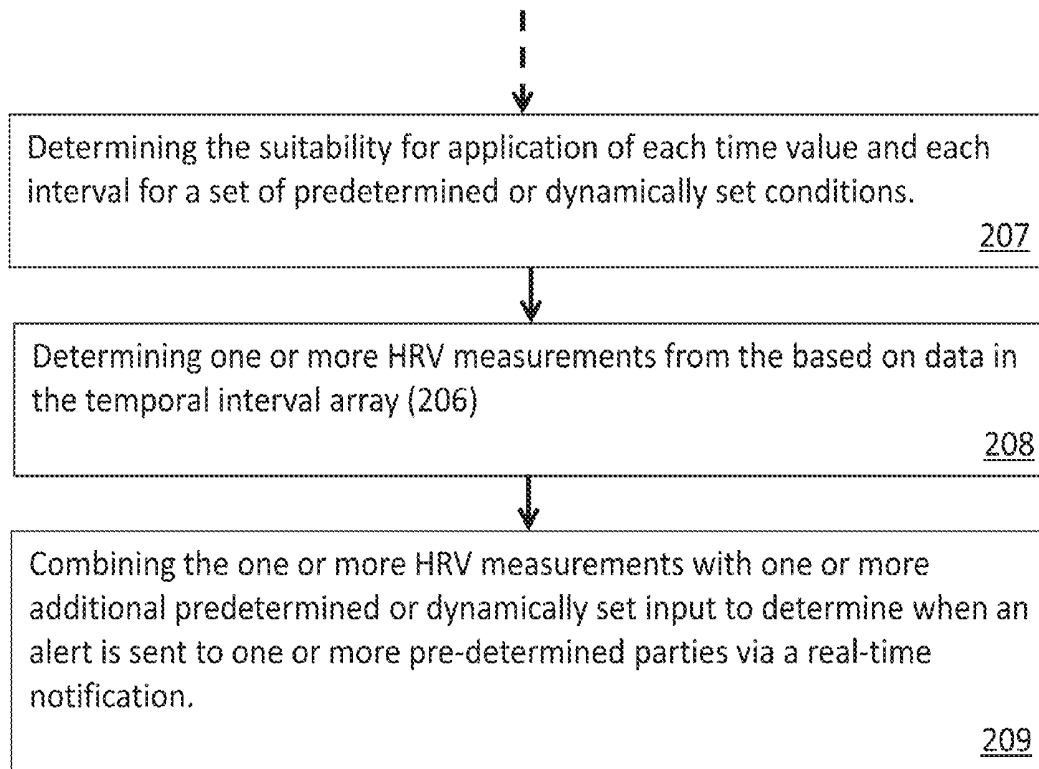 Determining the suitability for application of each time value and each
interval for a set of predetermined or dynamically set conditions.
207
Determining one or more HRV measurements from the based on data in
the temporal interval array (206)
208
Combining the one or more HRV measurements with one or more
additional predetermined or dynamically set input to determine when an
alert is sent to one or more pre-determined parties via a real-time
notification.
209